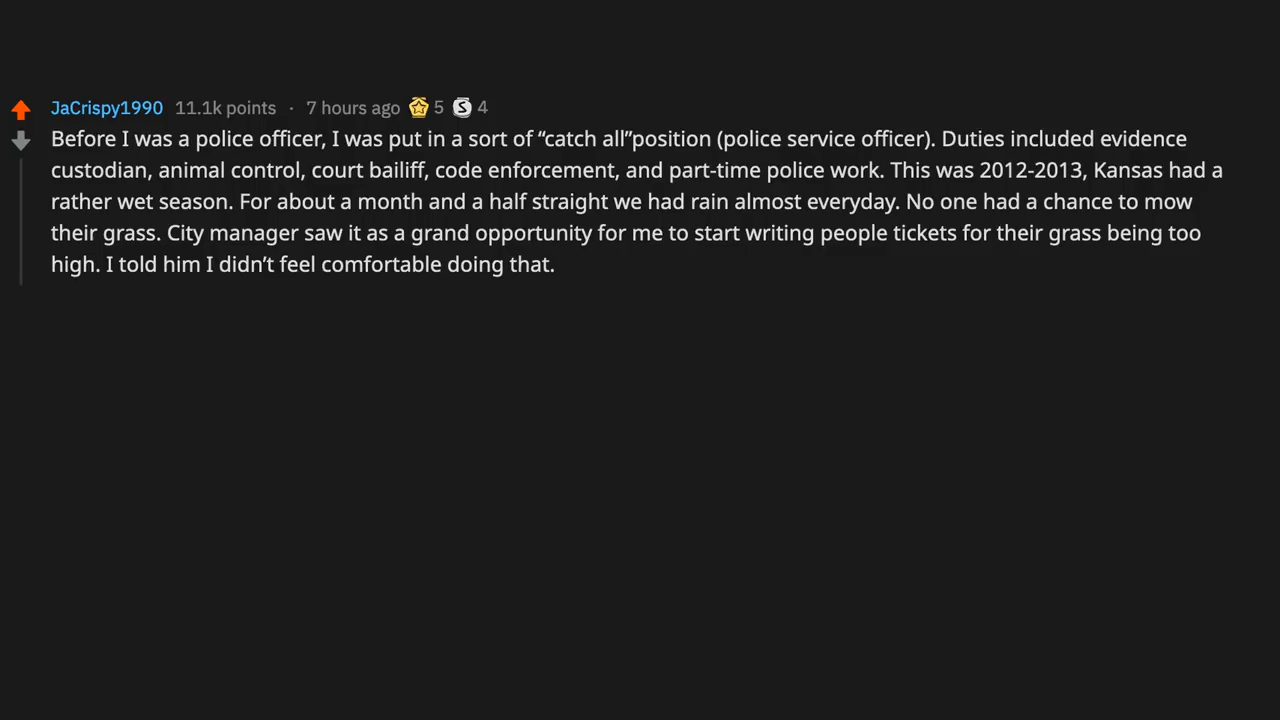 JaCrispy1990 11.1k points · 7 hours ago 5 S 4
Before I was a police officer, I was put in a sort of “catch all”position (police service officer). Duties included evidence
custodian, animal control, court bailiff, code enforcement, and part-time police work. This was 2012-2013, Kansas had a
rather wet season. For about a month and a half straight we had rain almost everyday. No one had a chance to mow
their grass. City manager saw it as a grand opportunity for me to start writing people tickets for their grass being too
high. I told him I didn’t feel comfortable doing that.